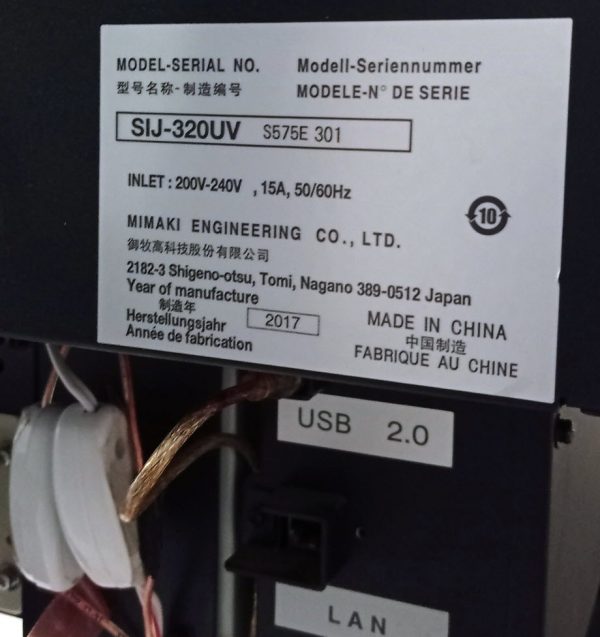 MODEL-SERIAL NO. Modell-Seriennummer
型号名称-制造编号 MODELE-N° DE SERIE
SIJ-320UV S575E 301
INLET : 200V-240V , 15A, 50/60Hz
10
MIMAKI ENGINEERING CO., LTD.
御牧高科技股份有限公司
2182-3 Shigeno-otsu, Tomi, Nagano 389-0512 Japan
Year of manufacture
制造年
Herstellungsjahr 2017
Année de fabrication
MADE IN CHINA
中国制造
FABRIQUE AU CHINE
USB 2.0
LAN